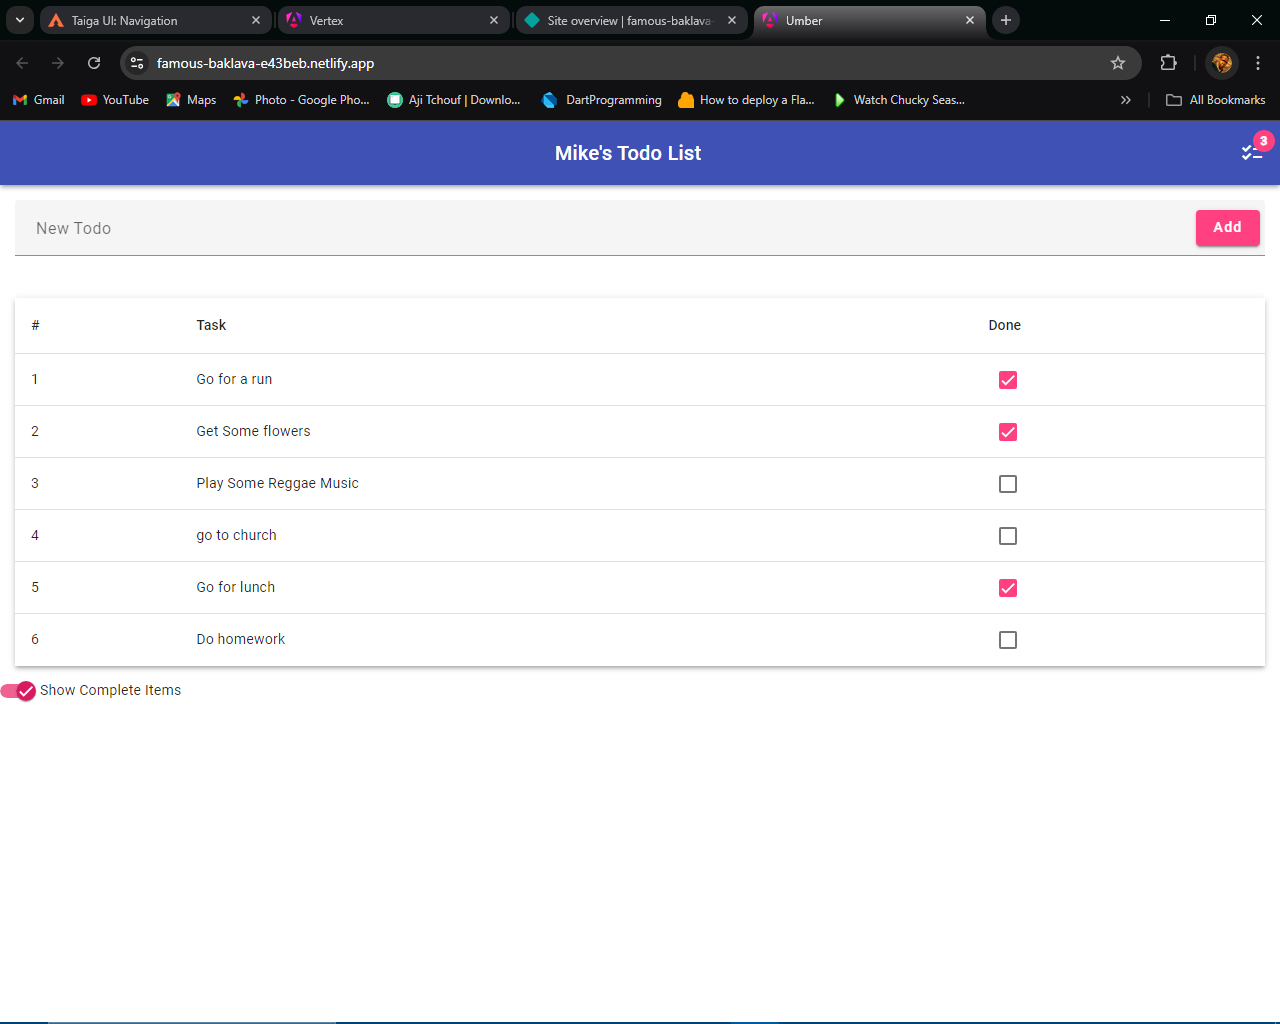 Taiga UI: Navigation
Vertex
Site overview | famous-baklava-
Umber
famous-baklava-e43beb.netlify.app
Gmail
YouTube
Maps
Photo - Google Pho...
Aji Tchouf | Downlo...
DartProgramming
How to deploy a Fla...
Watch Chucky Seas...
All Bookmarks
Mike's Todo List
3
New Todo
Add
# Task Done
1 Go for a run
2 Get Some flowers
3 Play Some Reggae Music
4 go to church
5 Go for lunch
6 Do homework
Show Complete Items